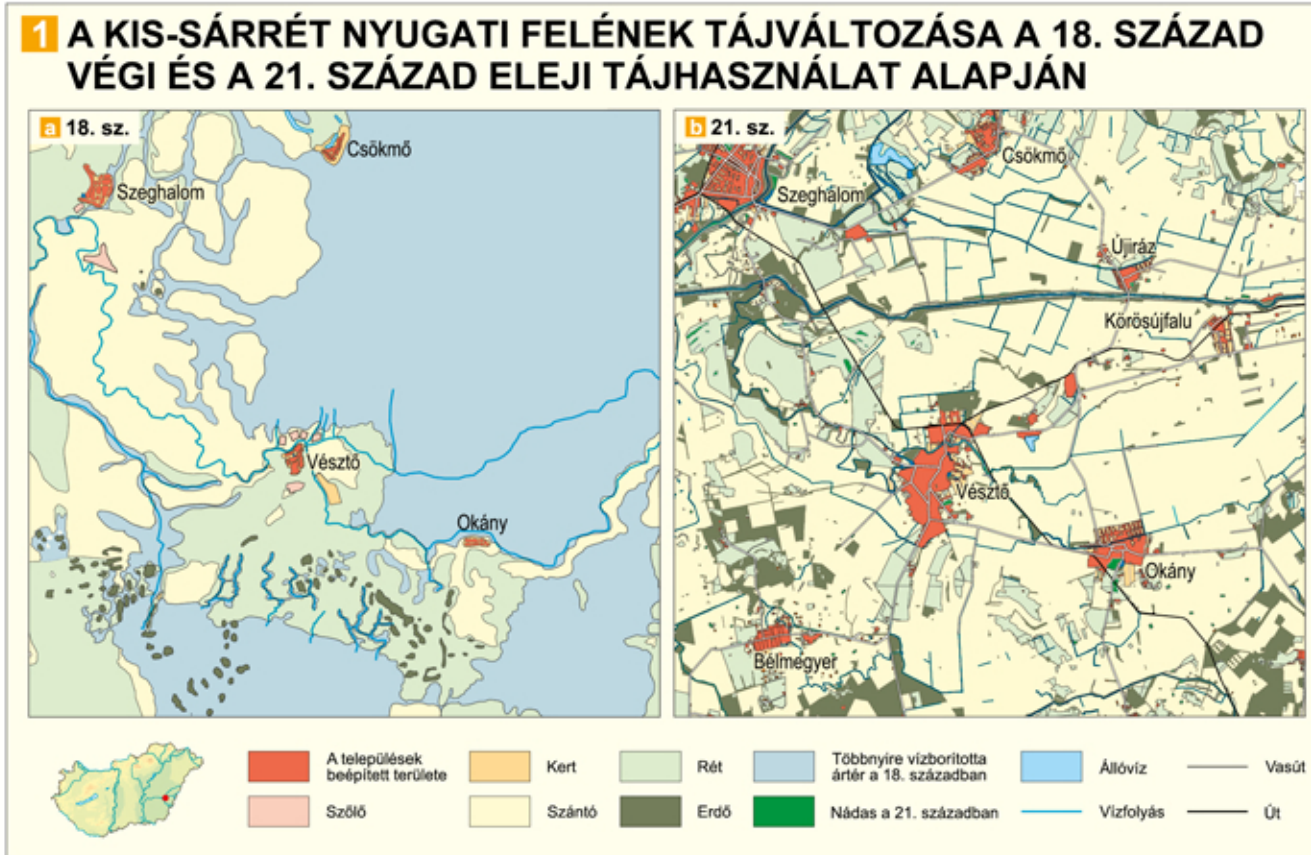 1 A KIS-SÁRRÉT NYUGATI FELÉNEK TÁJVÁLTOZÁSA A 18. SZÁZAD
VÉGI ÉS A 21. SZÁZAD ELEJI TÁJHASZNÁLAT ALAPJÁN
a 18. sz.
Csökmő
Szeghalom
Vésztő
Okány
b 21. sz.
Csökmő
Szeghalom
Újiráz
Körösújfalu
Vésztő
Okány
Bélmegyer
A települések
beépített területe
Kert
Rét
Többnyire vízborította
ártér a 18. században
Állóvíz
Vasút
Szőlő
Szántó
Erdő
Nádas a 21. században
Vízfolyás
Út